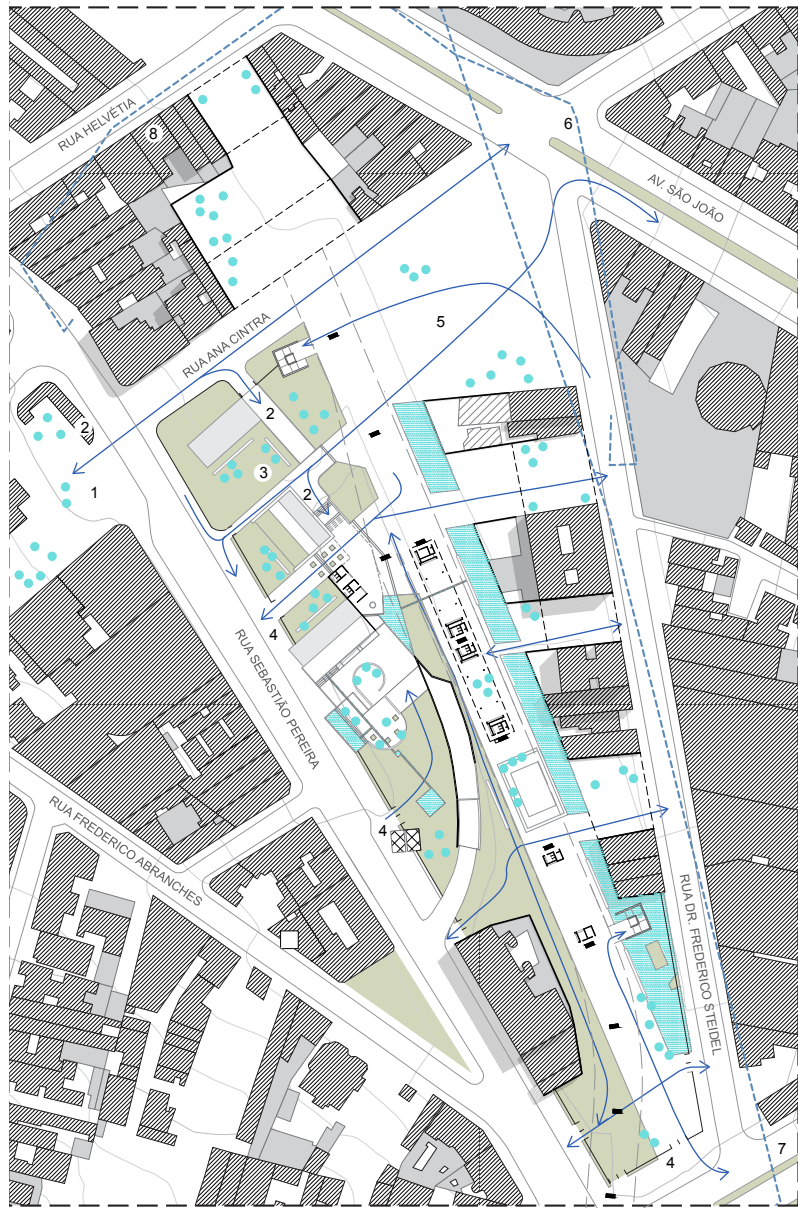 RUA HELVÉTIA
8
6
AV. SÃO JOÃO
5
RUA ANA CINTRA
2
2
3
2
1
4
RUA SEBASTIÃO PEREIRA
4
RUA FREDERICO ABRANCHES
RUA DR. FREDERICO STEIDEL
7
4